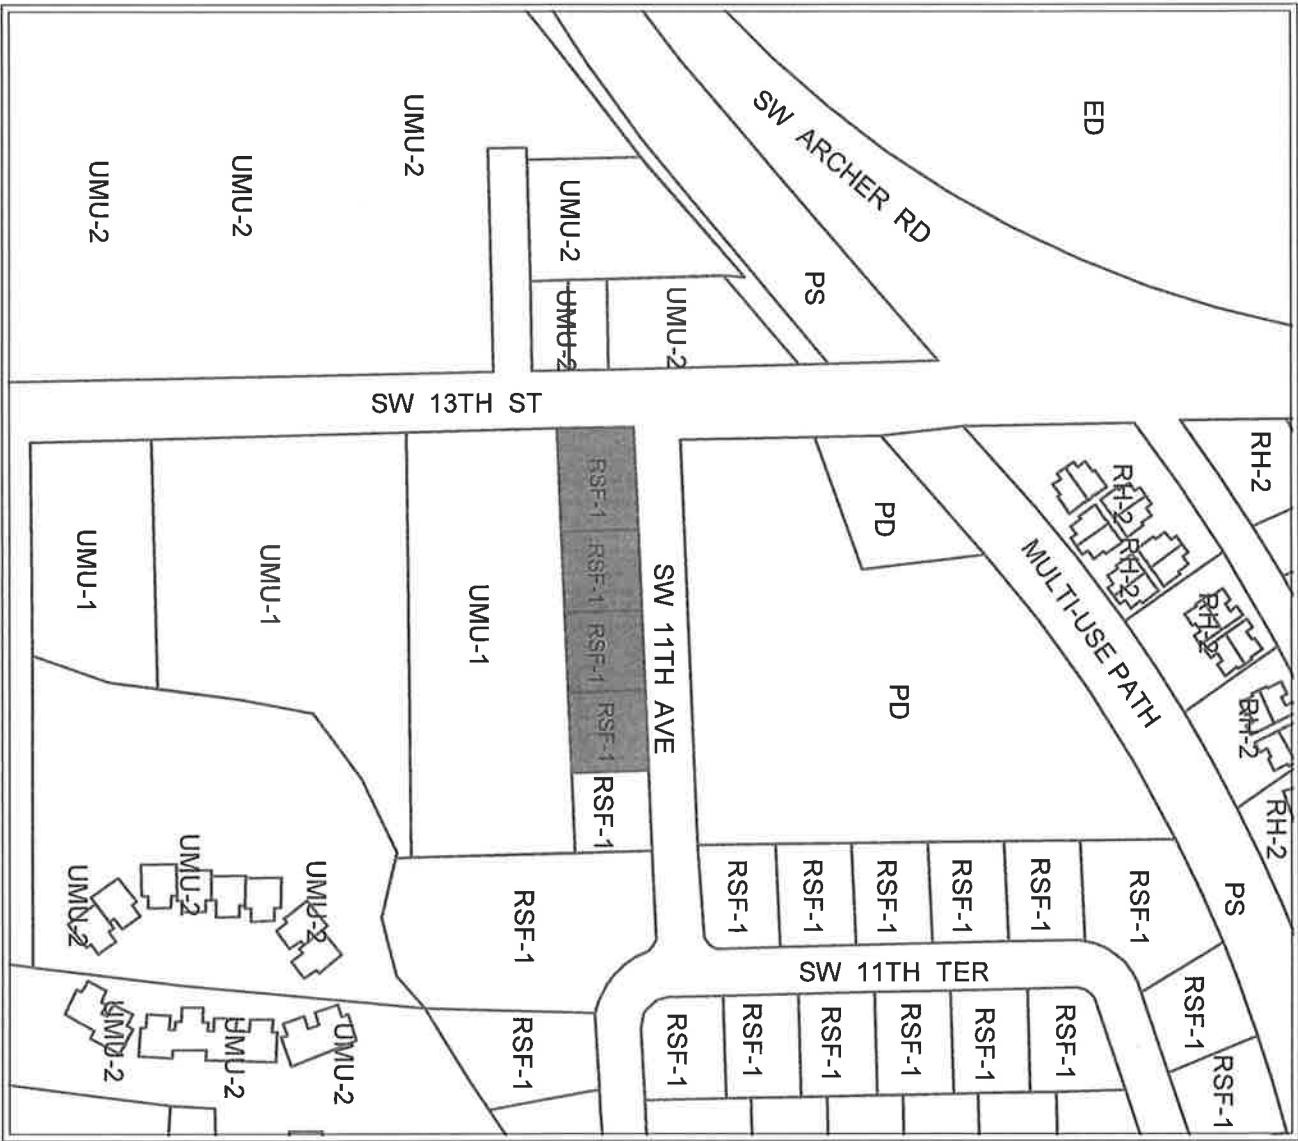 ED
SW ARCHER RD
PS
UMU-2
UMU-2
UMU-2
UMU-2
UMU-2
UMU-2
SW 13TH ST
RH-2
RH-2
RH-2
RH-2
RH-2
RH-2
MULTI-USE PATH
PD
PD
SW 11TH AVE
RSF-1
RSF-1
RSF-1
RSF-1
RSF-1
UMU-1
UMU-1
UMU-1
PS
RSF-1
RSF-1
RSF-1
RSF-1
RSF-1
RSF-1
RSF-1
SW 11TH TER
RSF-1
RSF-1
RSF-1
RSF-1
RSF-1
RSF-1
RSF-1
RSF-1
RSF-1
UMU-2
UMU-2
UMU-2
UMU-2
UMU-2
UMU-2